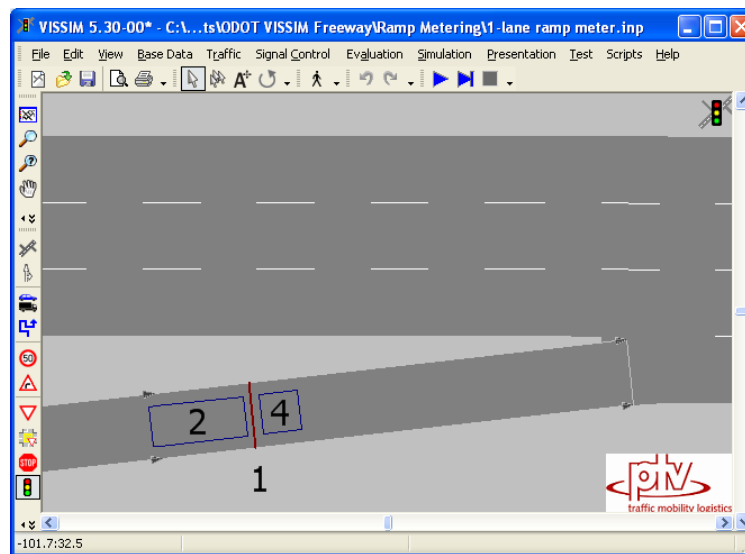 VISSIM 5.30-00* - C:\...ts\ODOT VISSIM Freeway\Ramp Metering\1-lane ramp meter.inp
File Edit View Base Data Traffic Signal Control Evaluation Simulation Presentation Test Scripts Help
A+
50
STOP
2
4
1
ptv
traffic mobility logistics
-101.7:32.5